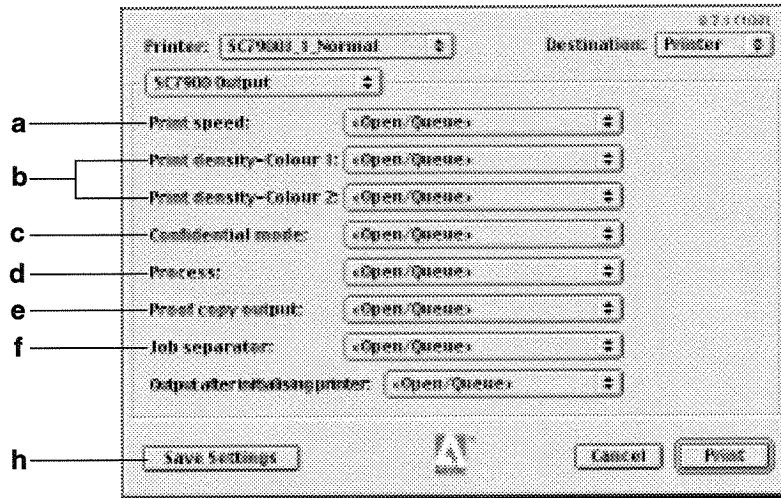 Printer: SC7900U_1_Normal Destination: Printer
SC7900 Output
a Print speed: <Open/Queue>
b Print density-Colour 1: <Open/Queue>
Print density-Colour 2: <Open/Queue>
c Confidential mode: <Open/Queue>
d Process: <Open/Queue>
e Proof copy output: <Open/Queue>
f Job separator: <Open/Queue>
Output after initialising printer: <Open/Queue>
h Save Settings Cancel Print